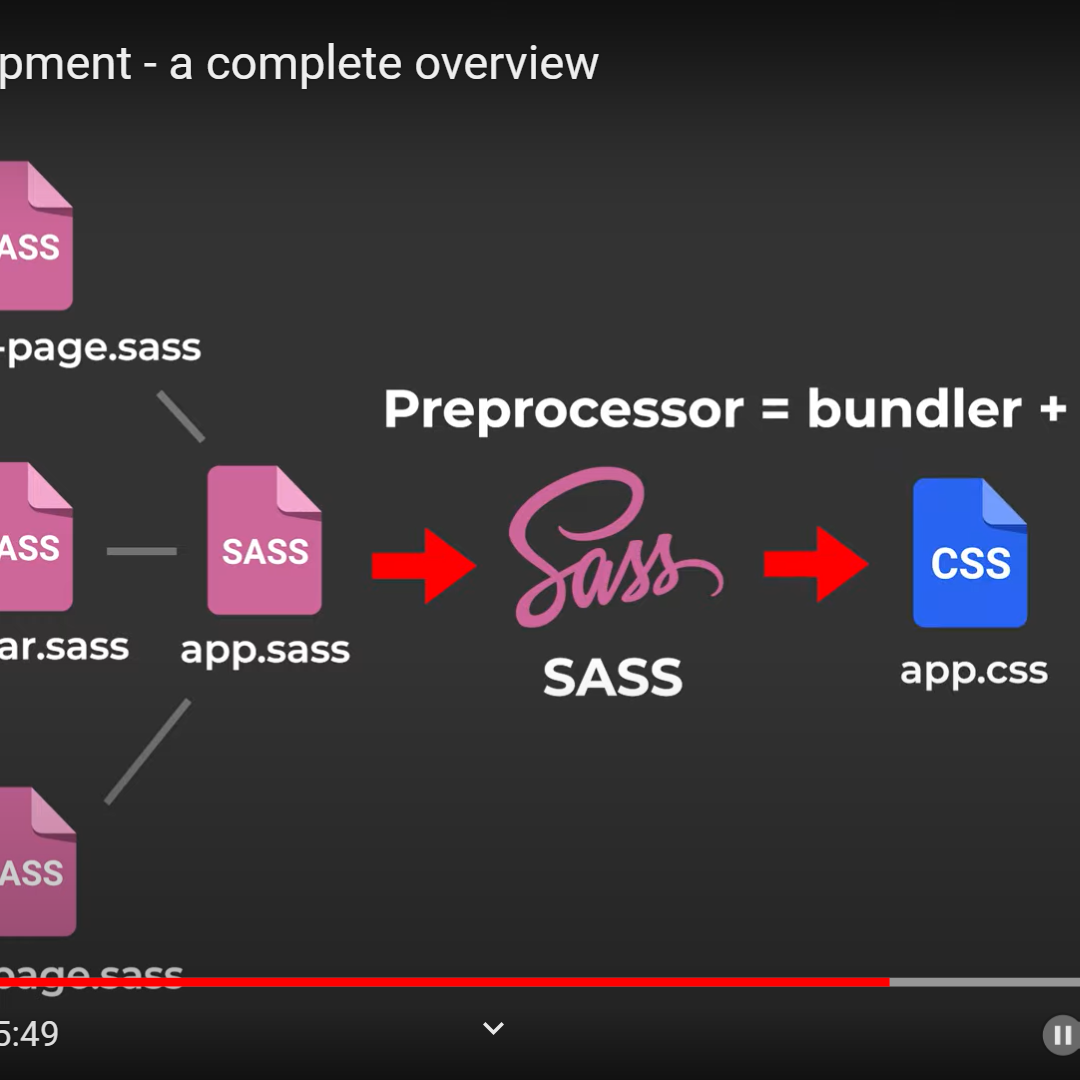 pment - a complete overview
ASS
-page.sass
Preprocessor = bundler +
ASS
SASS
Sass
CSS
ar.sass
app.sass
SASS
app.css
ASS
page.sass
5:49